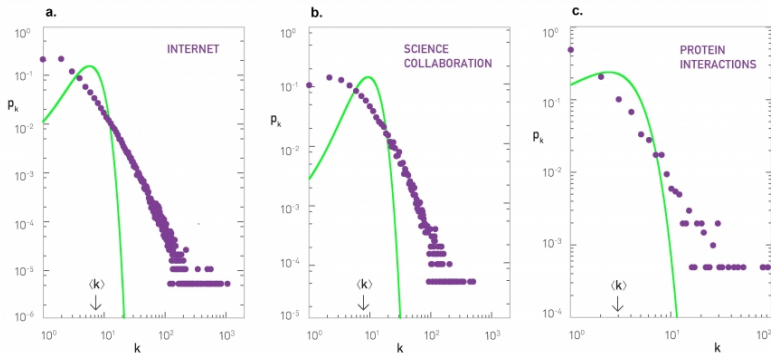 a.
INTERNET
10⁰
10⁻¹
10⁻²
10⁻³
10⁻⁴
10⁻⁵
10⁻⁶
pₖ
⟨k⟩
10⁰
10¹
10²
10³
k
b.
SCIENCE
COLLABORATION
10⁰
10⁻¹
10⁻²
10⁻³
10⁻⁴
10⁻⁵
pₖ
⟨k⟩
10⁰
10¹
10²
10³
k
c.
PROTEIN
INTERACTIONS
10⁰
10⁻¹
10⁻²
10⁻³
10⁻⁴
pₖ
⟨k⟩
10⁰
10
k